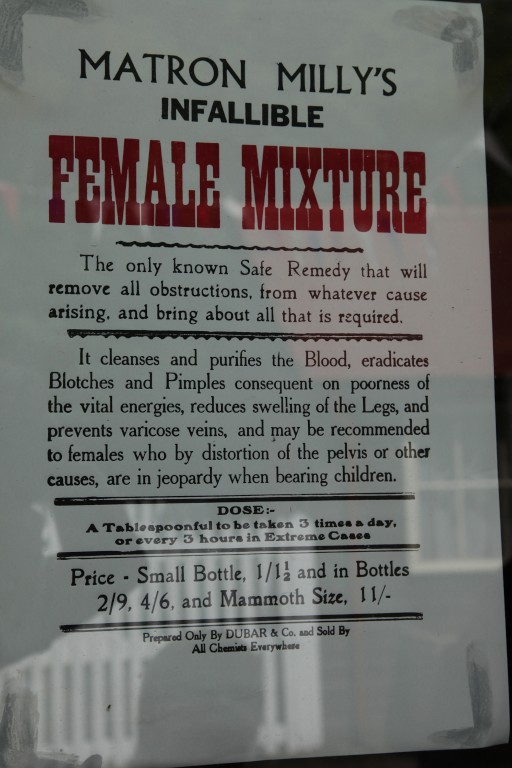 MATRON MILLY'S
INFALLIBLE
FEMALE MIXTURE
The only known Safe Remedy that will
remove all obstructions, from whatever cause
arising, and bring about all that is required.
It cleanses and purifies the Blood, eradicates
Blotches and Pimples consequent on poorness of
the vital energies, reduces swelling of the Legs, and
prevents varicose veins, and may be recommended
to females who by distortion of the pelvis or other
causes, are in jeopardy when bearing children.
DOSE:-
A Tablespoonful to be taken 3 times a day,
or every 3 hours in Extreme Cases
Price - Small Bottle, 1/1½ and in Bottles
2/9, 4/6, and Mammoth Size, 11/-
Prepared Only By DUBAR & Co. and Sold By
All Chemists Everywhere